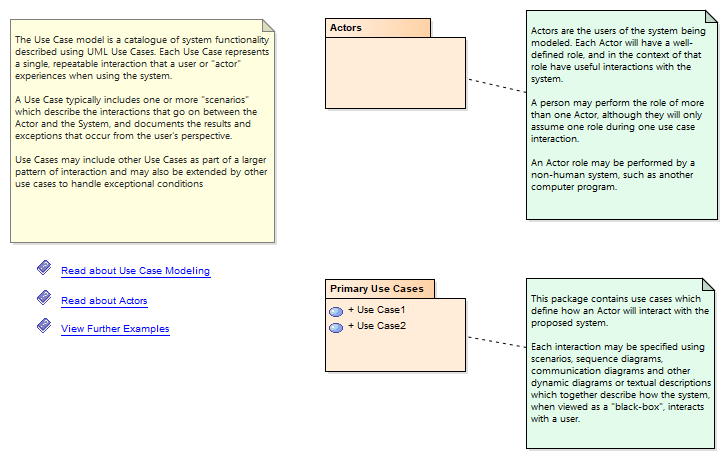 The Use Case model is a catalogue of system functionality
described using UML Use Cases. Each Use Case represents
a single, repeatable interaction that a user or "actor"
experiences when using the system.
A Use Case typically includes one or more "scenarios"
which describe the interactions that go on between the
Actor and the System, and documents the results and
exceptions that occur from the user's perspective.
Use Cases may include other Use Cases as part of a larger
pattern of interaction and may also be extended by other
use cases to handle exceptional conditions
Read about Use Case Modeling
Read about Actors
View Further Examples
Actors
Actors are the users of the system being
modeled. Each Actor will have a well-
defined role, and in the context of that
role have useful interactions with the
system.
A person may perform the role of more
than one Actor, although they will only
assume one role during one use case
interaction.
An Actor role may be performed by a
non-human system, such as another
computer program.
Primary Use Cases
+ Use Case1
+ Use Case2
This package contains use cases which
define how an Actor will interact with the
proposed system.
Each interaction may be specified using
scenarios, sequence diagrams,
communication diagrams and other
dynamic diagrams or textual descriptions
which together describe how the system,
when viewed as a "black-box", interacts
with a user.